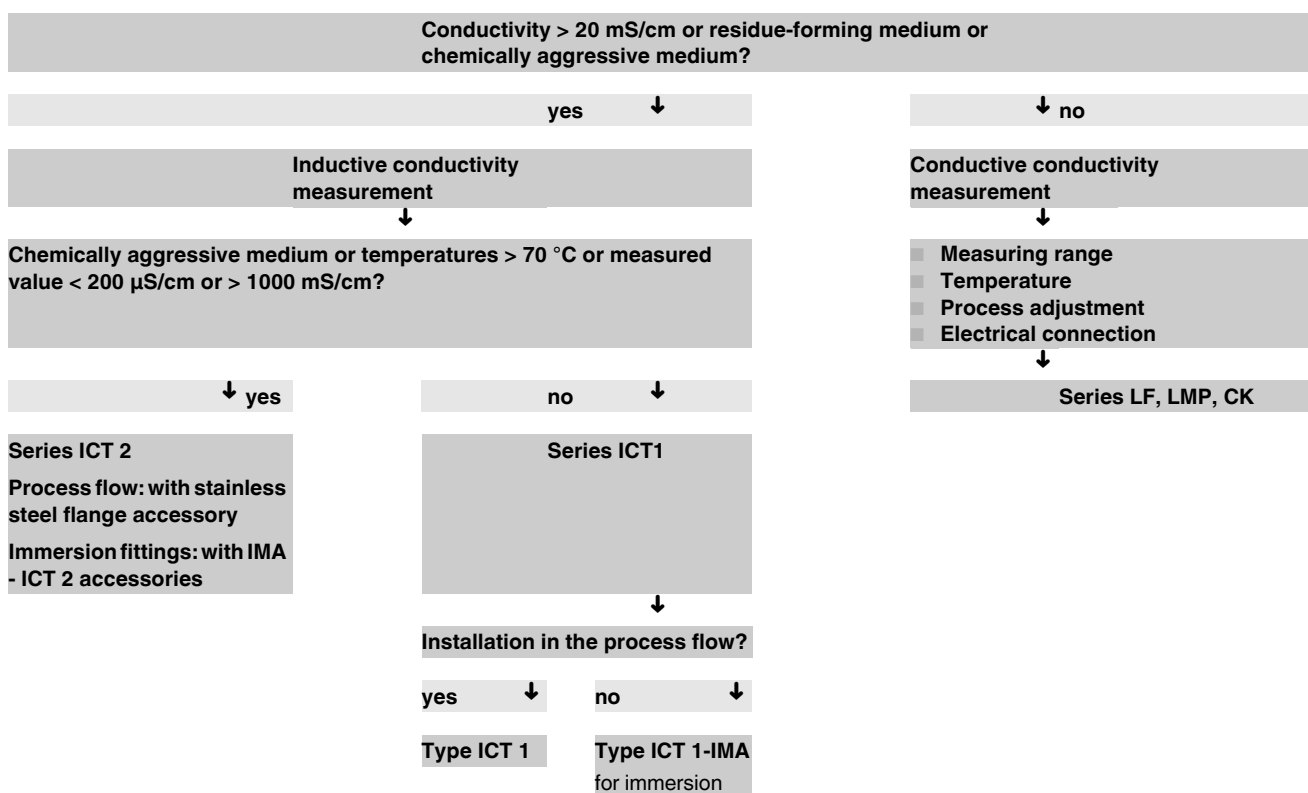 Conductivity > 20 mS/cm or residue-forming medium or
chemically aggressive medium?
yes
no
Inductive conductivity
measurement
Conductive conductivity
measurement
Chemically aggressive medium or temperatures > 70 °C or measured
value < 200 µS/cm or > 1000 mS/cm?
Measuring range
Temperature
Process adjustment
Electrical connection
yes
no
Series LF, LMP, CK
Series ICT 2
Process flow: with stainless
steel flange accessory
Immersion fittings: with IMA
- ICT 2 accessories
Series ICT1
Installation in the process flow?
yes
no
Type ICT 1
Type ICT 1-IMA
for immersion